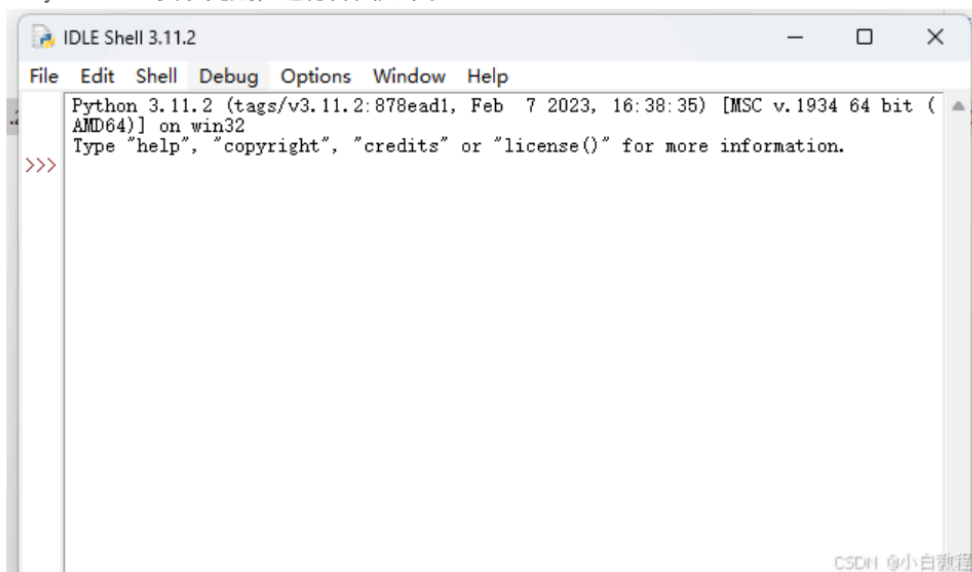 IDLE Shell 3.11.2
File Edit Shell Debug Options Window Help
Python 3.11.2 (tags/v3.11.2:878ead1, Feb  7 2023, 16:38:35) [MSC v.1934 64 bit (
AMD64)] on win32
Type "help", "copyright", "credits" or "license()" for more information.
>>>
CSDN @小白教程